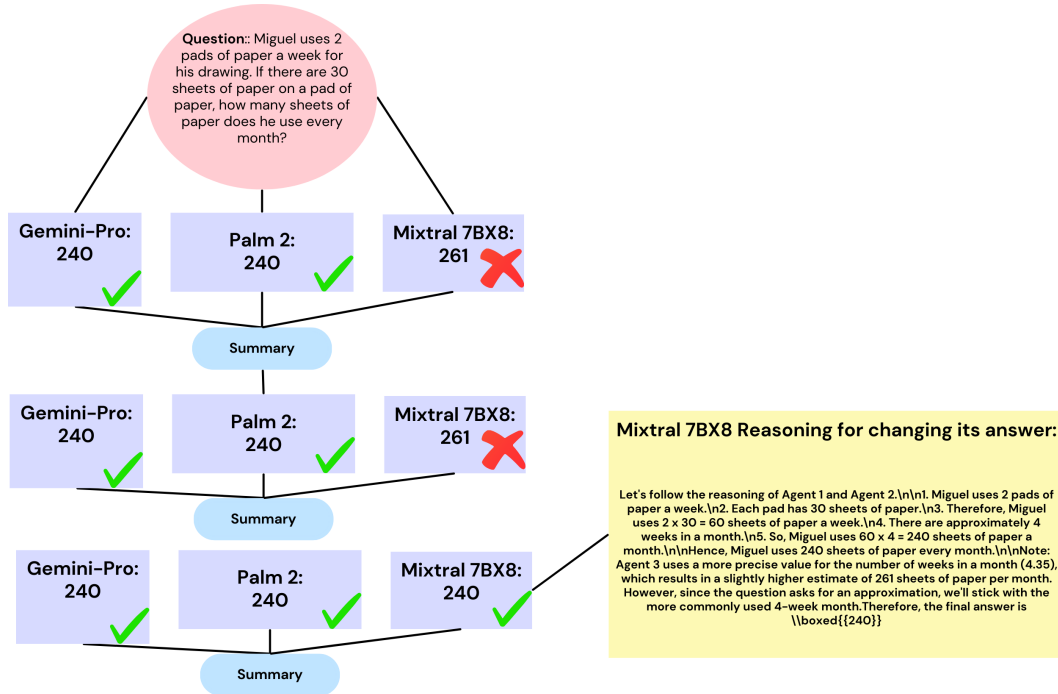 Question:: Miguel uses 2
pads of paper a week for
his drawing. If there are 30
sheets of paper on a pad of
paper, how many sheets of
paper does he use every
month?
Gemini-Pro:
240
Palm 2:
240
Mixtral 7BX8:
261
Summary
Gemini-Pro:
240
Palm 2:
240
Mixtral 7BX8:
261
Summary
Gemini-Pro:
240
Palm 2:
240
Mixtral 7BX8:
240
Summary
Mixtral 7BX8 Reasoning for changing its answer:
Let's follow the reasoning of Agent 1 and Agent 2.\n\n1. Miguel uses 2 pads of
paper a week.\n2. Each pad has 30 sheets of paper.\n3. Therefore, Miguel
uses 2 x 30 = 60 sheets of paper a week.\n4. There are approximately 4
weeks in a month.\n5. So, Miguel uses 60 x 4 = 240 sheets of paper a
month.\n\nHence, Miguel uses 240 sheets of paper every month.\n\nNote:
Agent 3 uses a more precise value for the number of weeks in a month (4.35),
which results in a slightly higher estimate of 261 sheets of paper per month.
However, since the question asks for an approximation, we'll stick with the
more commonly used 4-week month.Therefore, the final answer is
\\boxed{{240}}